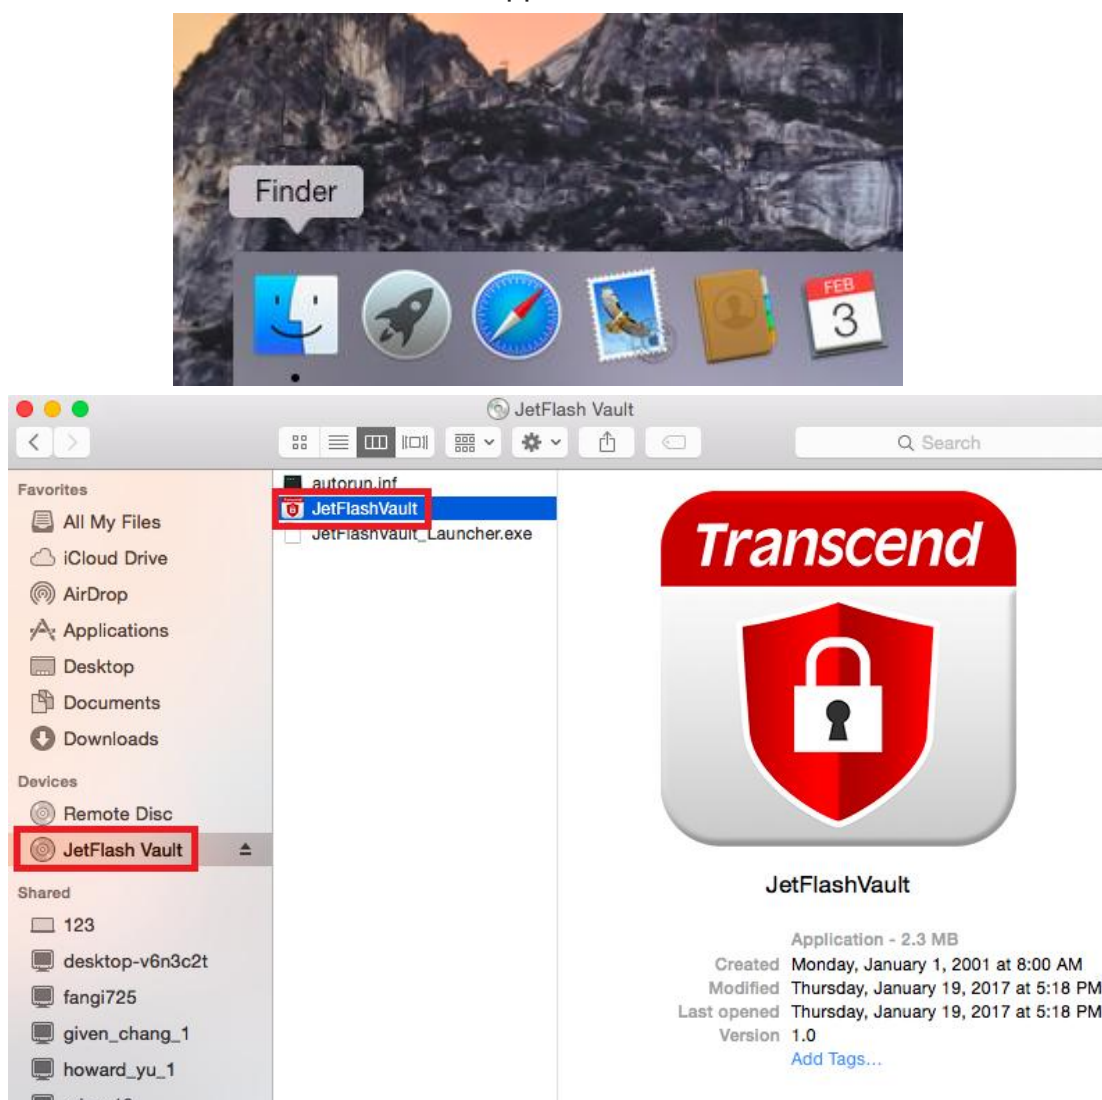 Finder
FEB
3
JetFlash Vault
Search
Favorites
All My Files
iCloud Drive
AirDrop
Applications
Desktop
Documents
Downloads
Devices
Remote Disc
JetFlash Vault
Shared
123
desktop-v6n3c2t
fangi725
given_chang_1
howard_yu_1
autorun.inf
Transcend
JetFlashVault
JetFlashVault_Launcher.exe
Transcend
JetFlashVault
Application - 2.3 MB
Created Monday, January 1, 2001 at 8:00 AM
Modified Thursday, January 19, 2017 at 5:18 PM
Last opened Thursday, January 19, 2017 at 5:18 PM
Version 1.0
Add Tags...